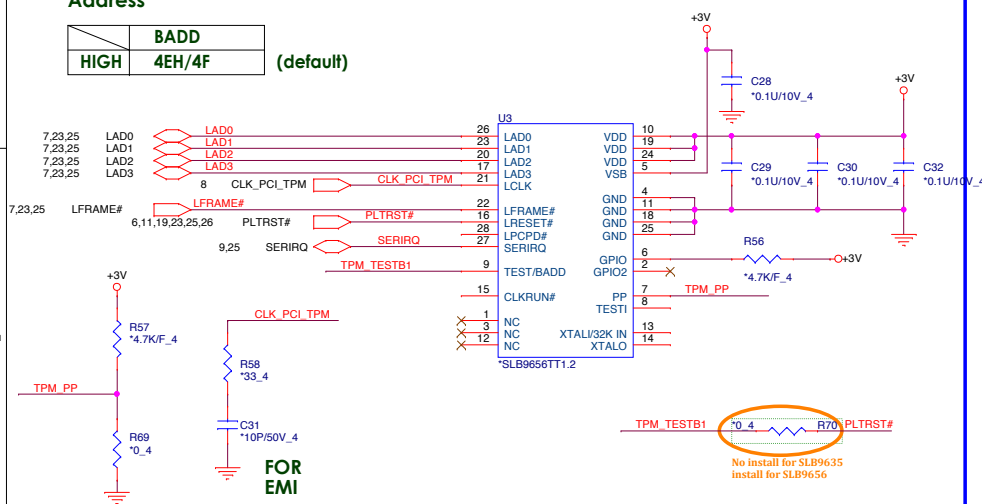 Address
BADD
HIGH 4EH/4F (default)
+3V
C28
*0.1U/10V_4
+3V
U3
7,23,25 LAD0 LAD0 26 LAD0 VDD 10
7,23,25 LAD1 LAD1 23 LAD1 VDD 19
7,23,25 LAD2 LAD2 20 LAD2 VDD 24
7,23,25 LAD3 LAD3 17 LAD3 VSB 5
8 CLK_PCI_TPM CLK_PCI_TPM 21 LCLK
C29 C30 C32
*0.1U/10V_4 *0.1U/10V_4 *0.1U/10V_4
GND 4
7,23,25 LFRAME# LFRAME# 22 LFRAME# GND 11
6,11,19,23,25,26 PLTRST# PLTRST# 16 LRESET# GND 18
28 LPCPD# GND 25
9,25 SERIRQ SERIRQ 27 SERIRQ
GPIO 6 R56 +3V
*4.7K/F_4
TPM_TESTB1 9 TEST/BADD GPIO2 2
15 CLKRUN# PP 7 TPM_PP
TESTI 8
1 NC
3 NC XTALI/32K IN 13
12 NC XTALO 14
*SLB9656TT1.2
+3V
R57
*4.7K/F_4
TPM_PP
R69
*0_4
CLK_PCI_TPM
R58
*33_4
C31
*10P/50V_4
FOR
EMI
TPM_TESTB1 *0_4 R70 PLTRST#
No install for SLB9635
install for SLB9656